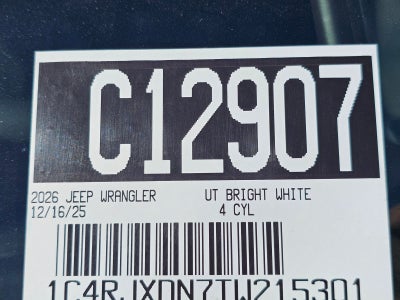 C12907
2026 JEEP WRANGLER UT BRIGHT WHITE
12/16/25 4 CYL
1C4RJXDN7TW215301